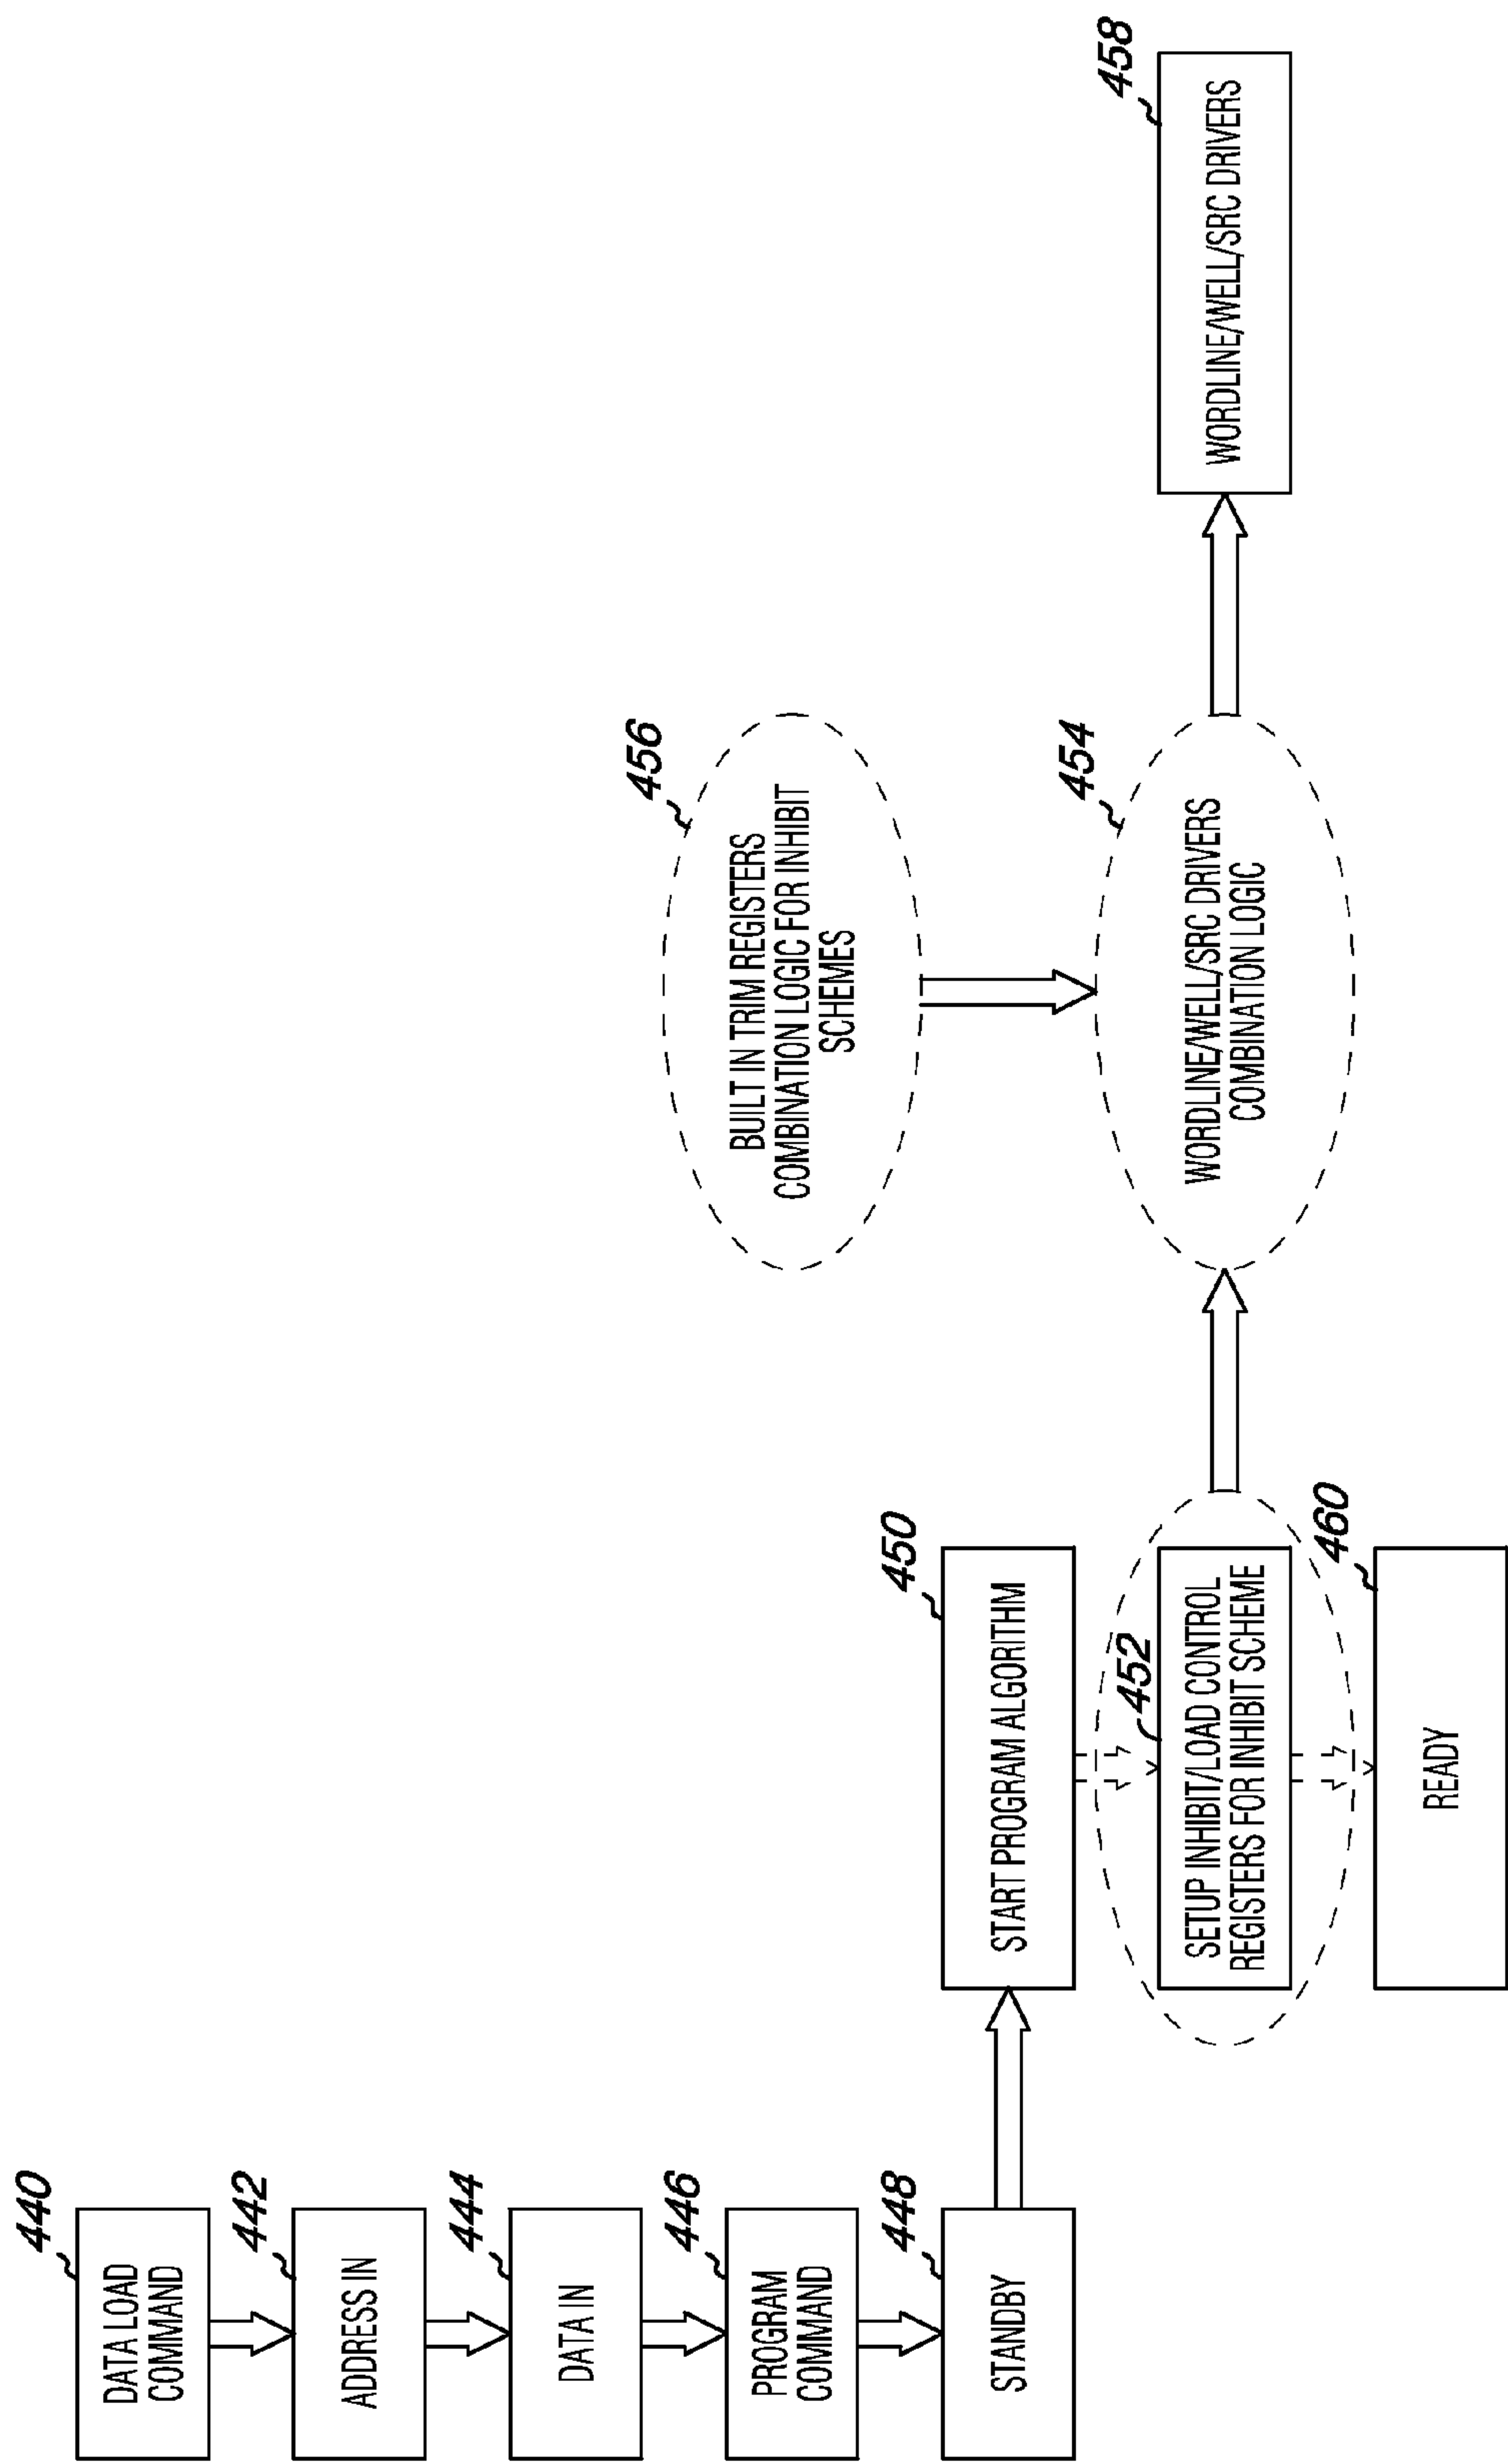 440
DATA LOAD
COMMAND
442
ADDRESS IN
444
DATA IN
446
PROGRAM
COMMAND
448
STANDBY
450
START PROGRAM ALGORITHM
452
SETUP INHIBIT/LOAD CONTROL
REGISTERS FOR INHIBIT SCHEME
460
READY
456
BUILT IN TRIM REGISTERS
COMBINATION LOGIC FOR INHIBIT
SCHEMES
454
WORDLINE/WELL/SRC DRIVERS
COMBINATION LOGIC
458
WORDLINE/WELL/SRC DRIVERS